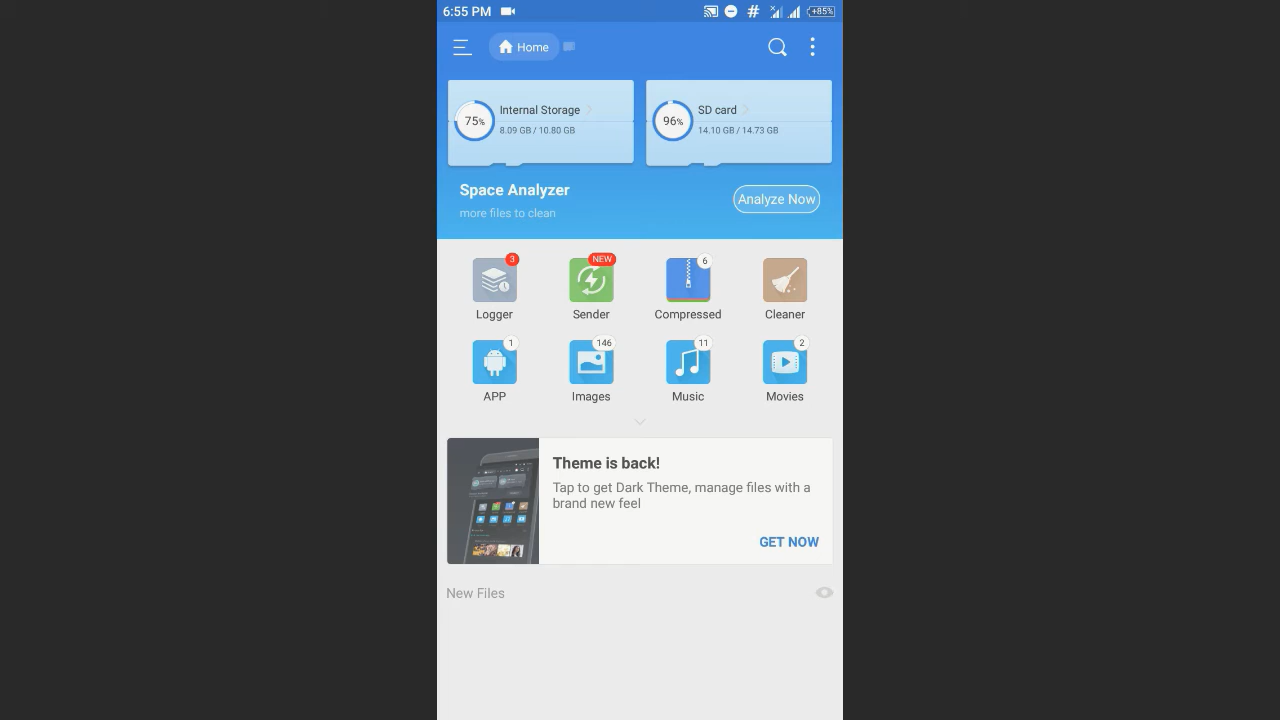 6:55 PM
+85%
Home
75%
Internal Storage
8.09 GB / 10.80 GB
96%
SD card
14.10 GB / 14.73 GB
Space Analyzer
more files to clean
Analyze Now
3
NEW
6
Logger
Sender
Compressed
Cleaner
1
146
11
2
APP
Images
Music
Movies
Theme is back!
Tap to get Dark Theme, manage files with a
brand new feel
GET NOW
New Files